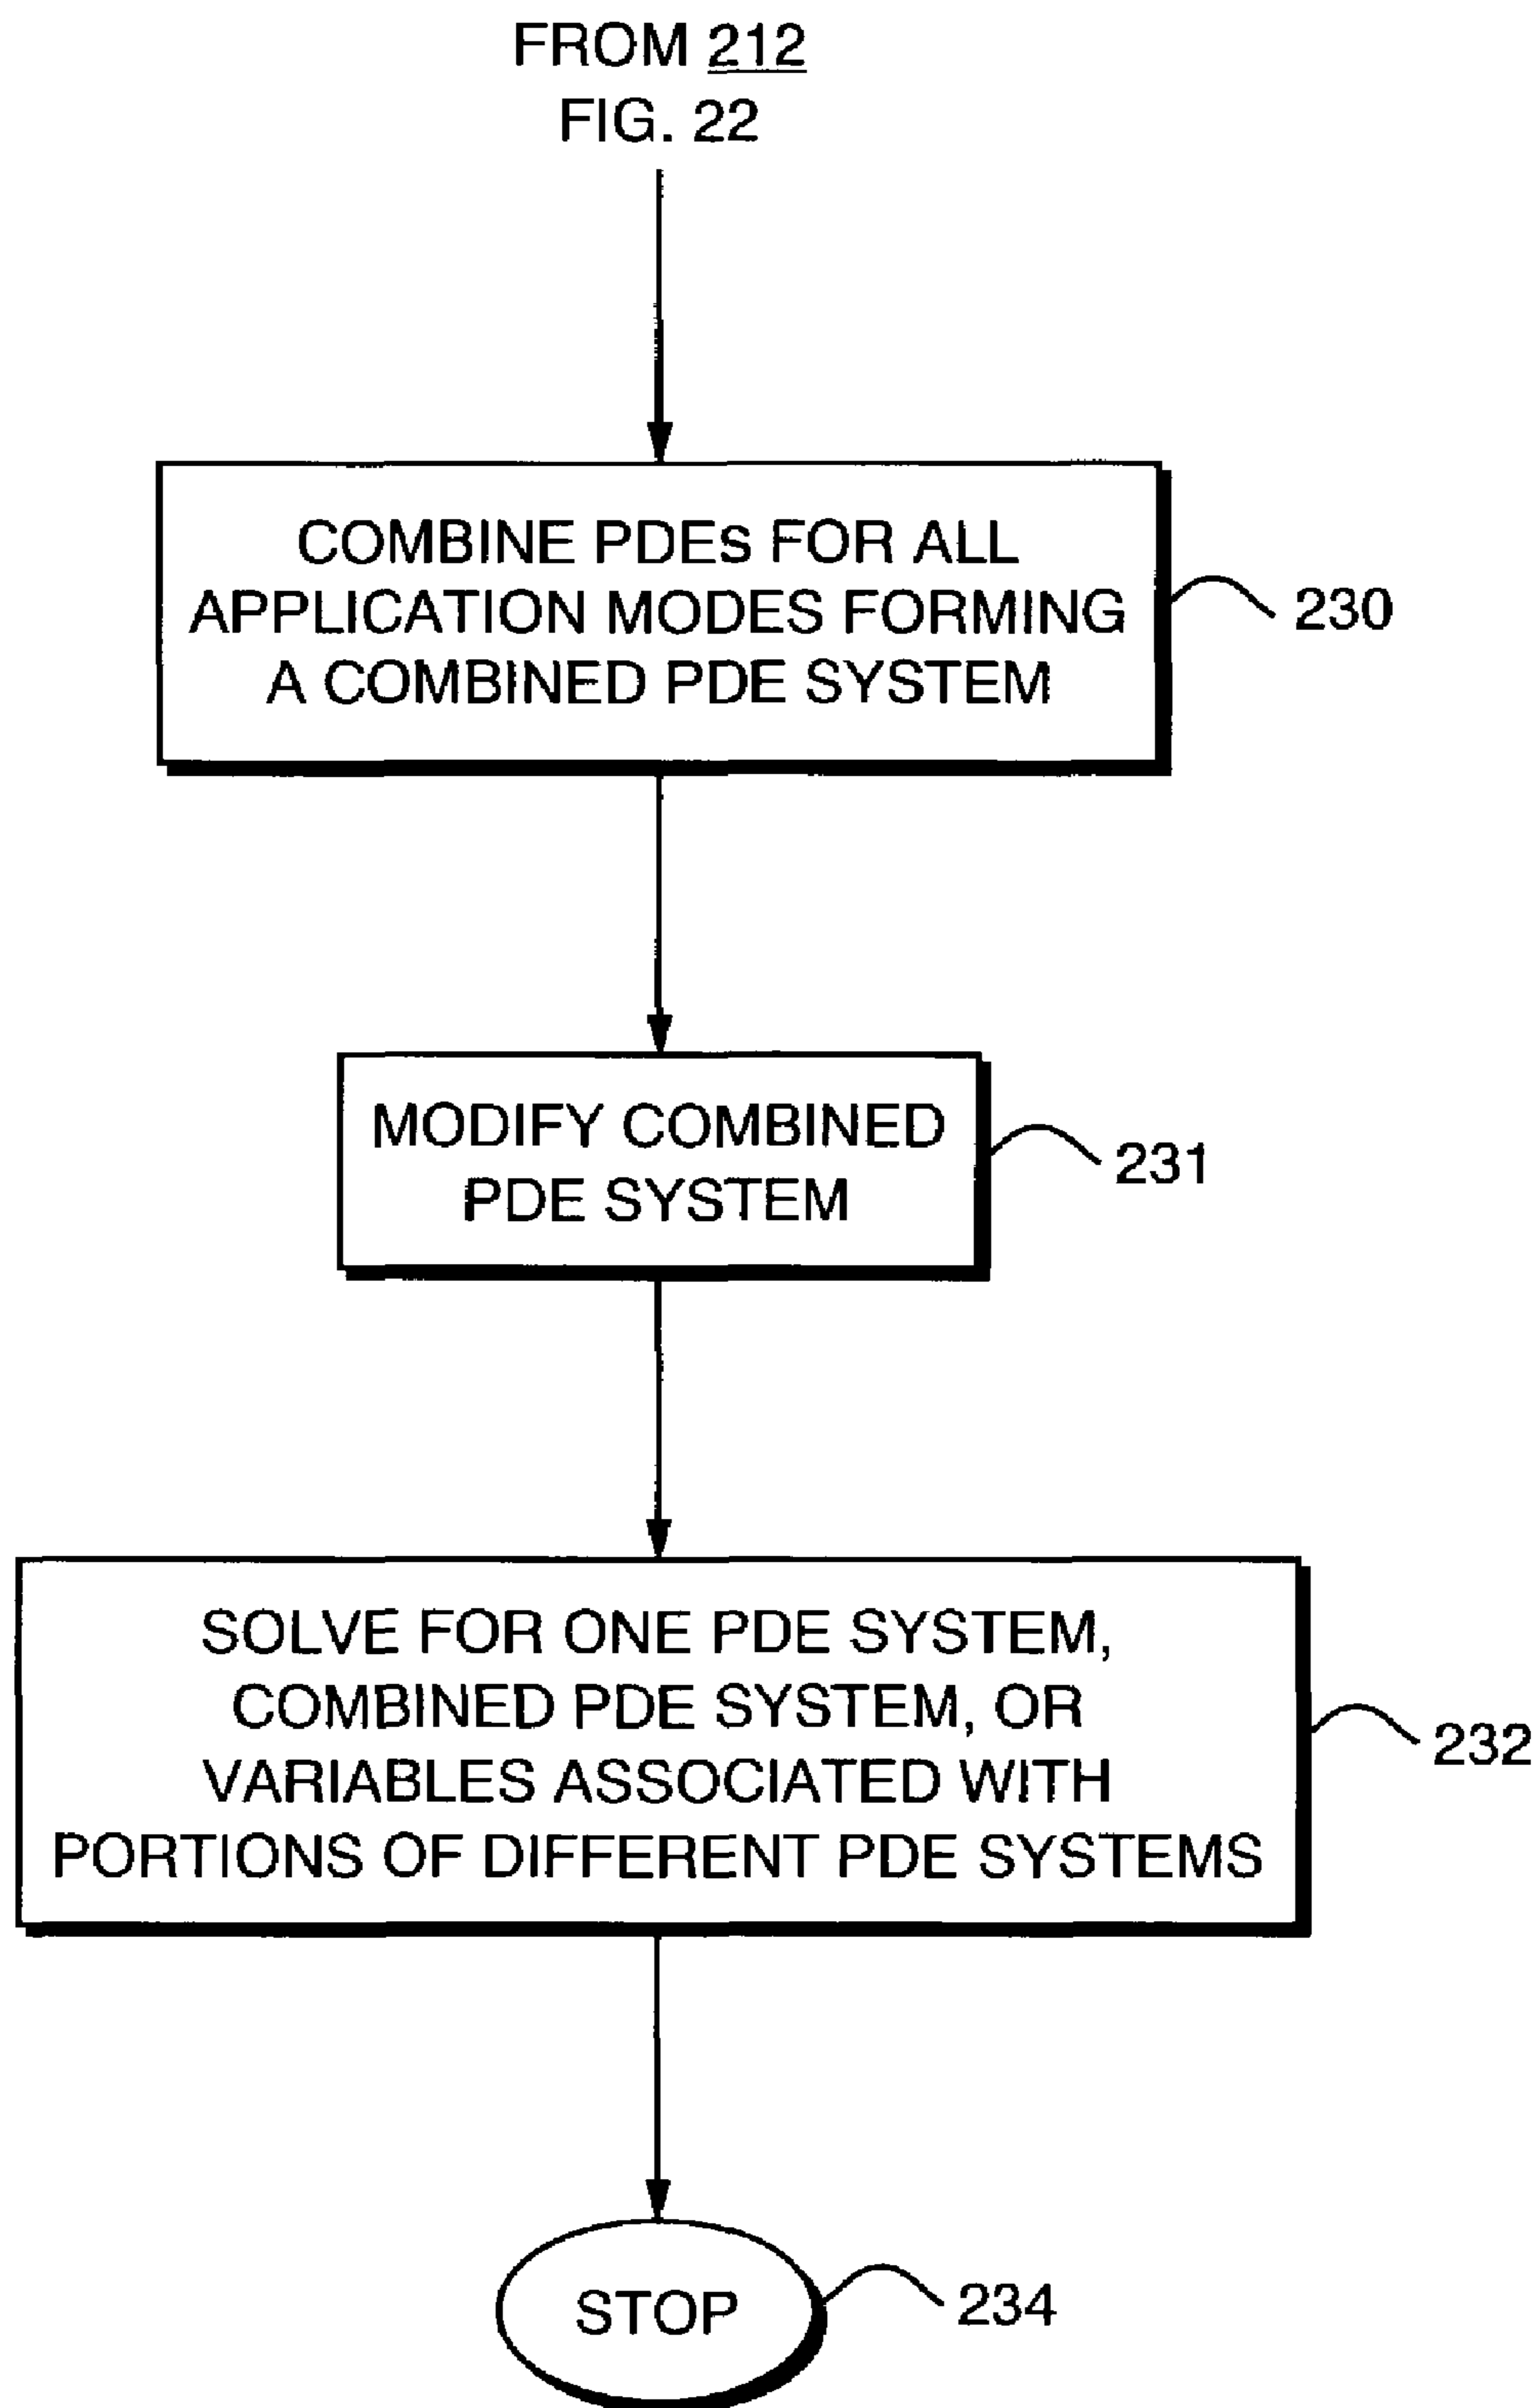 FROM 212
FIG. 22
COMBINE PDEs FOR ALL
APPLICATION MODES FORMING
A COMBINED PDE SYSTEM
230
MODIFY COMBINED
PDE SYSTEM
231
SOLVE FOR ONE PDE SYSTEM,
COMBINED PDE SYSTEM, OR
VARIABLES ASSOCIATED WITH
PORTIONS OF DIFFERENT PDE SYSTEMS
232
STOP
234